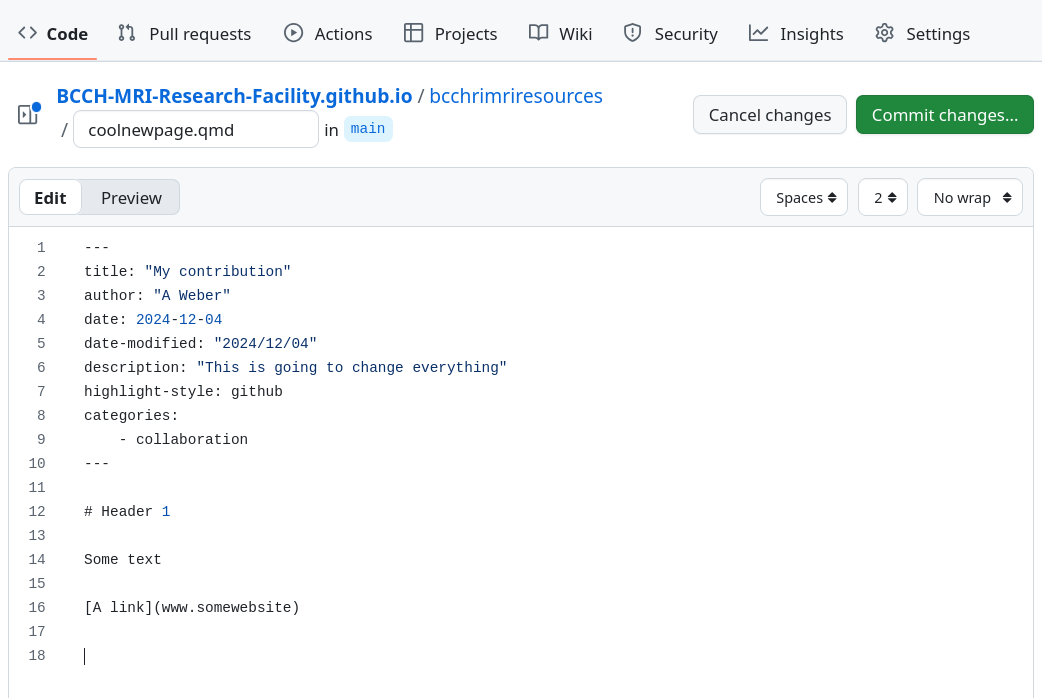 Code Pull requests Actions Projects Wiki Security Insights Settings
BCCH-MRI-Research-Facility.github.io / bcchrimriresources
/ coolnewpage.qmd in main
Cancel changes Commit changes...
Edit Preview Spaces 2 No wrap
1 ---
2 title: "My contribution"
3 author: "A Weber"
4 date: 2024-12-04
5 date-modified: "2024/12/04"
6 description: "This is going to change everything"
7 highlight-style: github
8 categories:
9     - collaboration
10 ---
11
12 # Header 1
13
14 Some text
15
16 [A link](www.somewebsite)
17
18